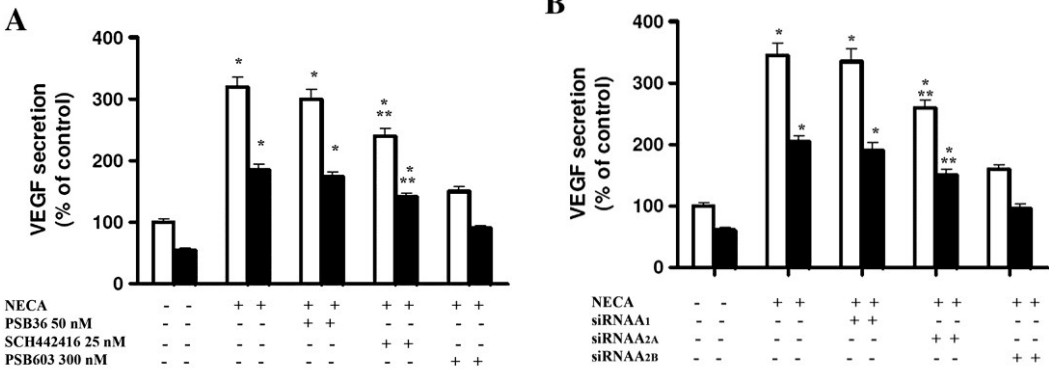 A
VEGF secretion
(% of control)
400
300
200
100
0
*
*
*
*
*
**
*
**
NECA - - + + + + + + + +
PSB36 50 nM - - - - + + - - - -
SCH442416 25 nM - - - - - - + + - -
PSB603 300 nM - - - - - - - - + +
B
VEGF secretion
(% of control)
400
300
200
100
0
*
*
*
*
*
**
*
**
NECA - - + + + + + + + +
siRNAA1 - - - - + + - - - -
siRNAA2A - - - - - - + + - -
siRNAA2B - - - - - - - - + +